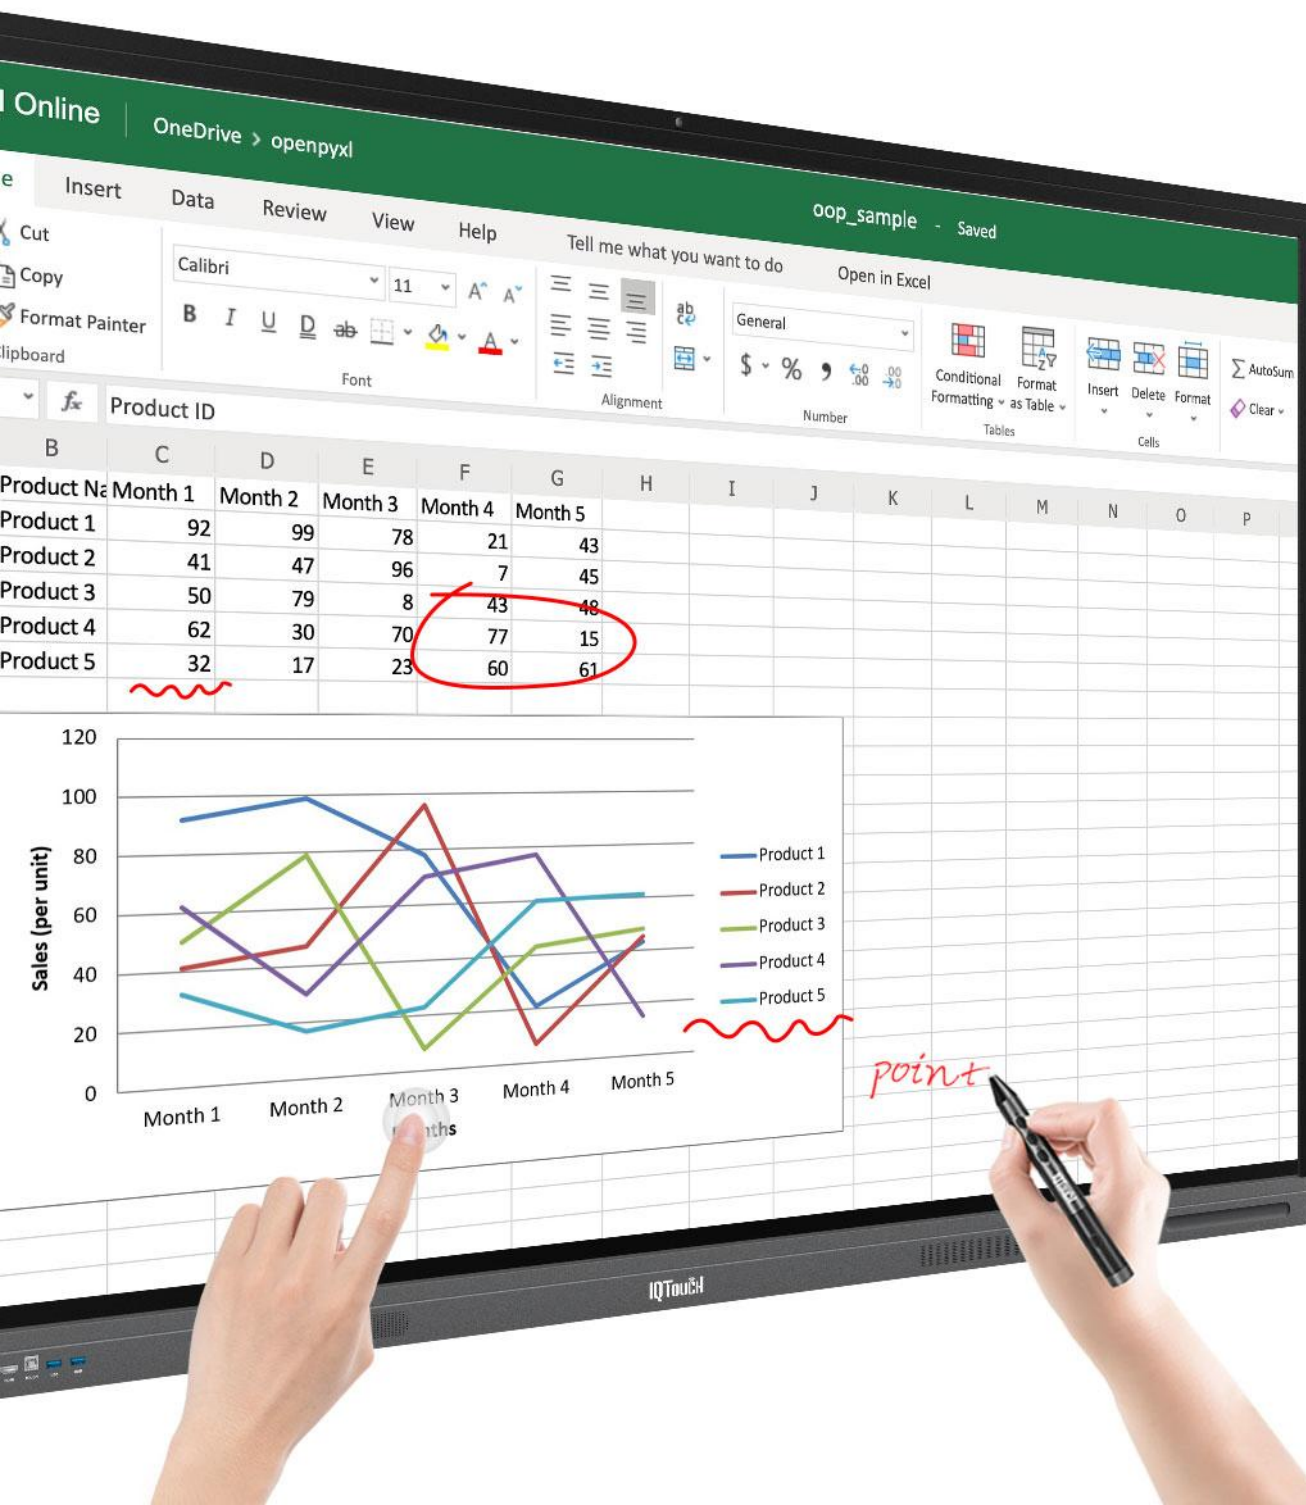 Online OneDrive > openpyxl oop_sample - Saved
Insert Data Review View Help Tell me what you want to do Open in Excel
Cut
Copy
Format Painter
Calibri 11
B I U D ab
General
$ % 9 .00 .00
Conditional Formatting
Format as Table
Insert Delete Format
AutoSum
Clear
Font Alignment Number Tables Cells
fx Product ID
B C D E F G H I J K L M N O P
Month 1 Month 2 Month 3 Month 4 Month 5
Product 1 92 99 78 21 43
Product 2 41 47 96 7 45
Product 3 50 79 8 43 48
Product 4 62 30 70 77 15
Product 5 32 17 23 60 61
120
100
80
60
40
20
0
Sales (per unit)
Month 1 Month 2 Month 3 Month 4 Month 5
Product 1
Product 2
Product 3
Product 4
Product 5
point
IQTouch